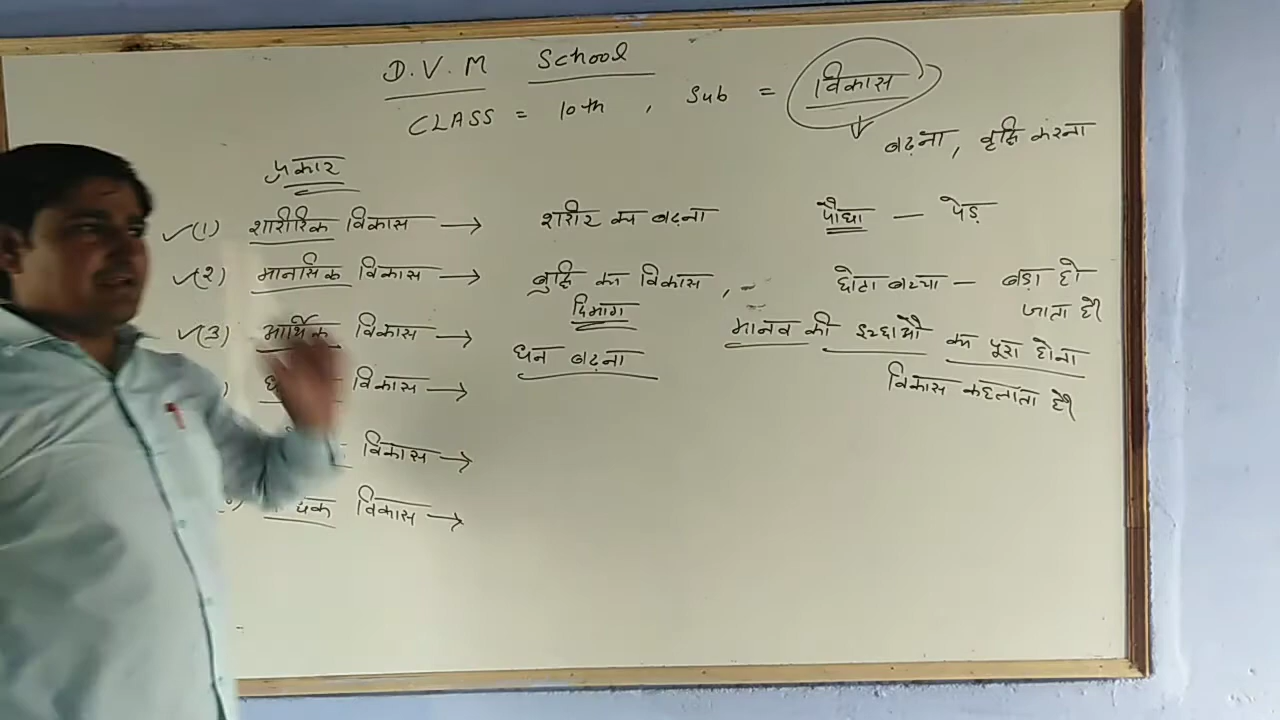 D.V.M School
CLASS = 10th , Sub = विकास
बढ़ना, वृद्धि करना
प्रकार
(1) शारीरिक विकास → शरीर का बढ़ना पौधा — पेड़
(2) मानसिक विकास → बुद्धि का विकास , छोटा बच्चा — बड़ा हो
दिमाग जाता है।
(3) आर्थिक विकास → धन बढ़ना मानव की इच्छाओ का पूरा होना
विकास → विकास कहलाता है।
विकास →
विकास →